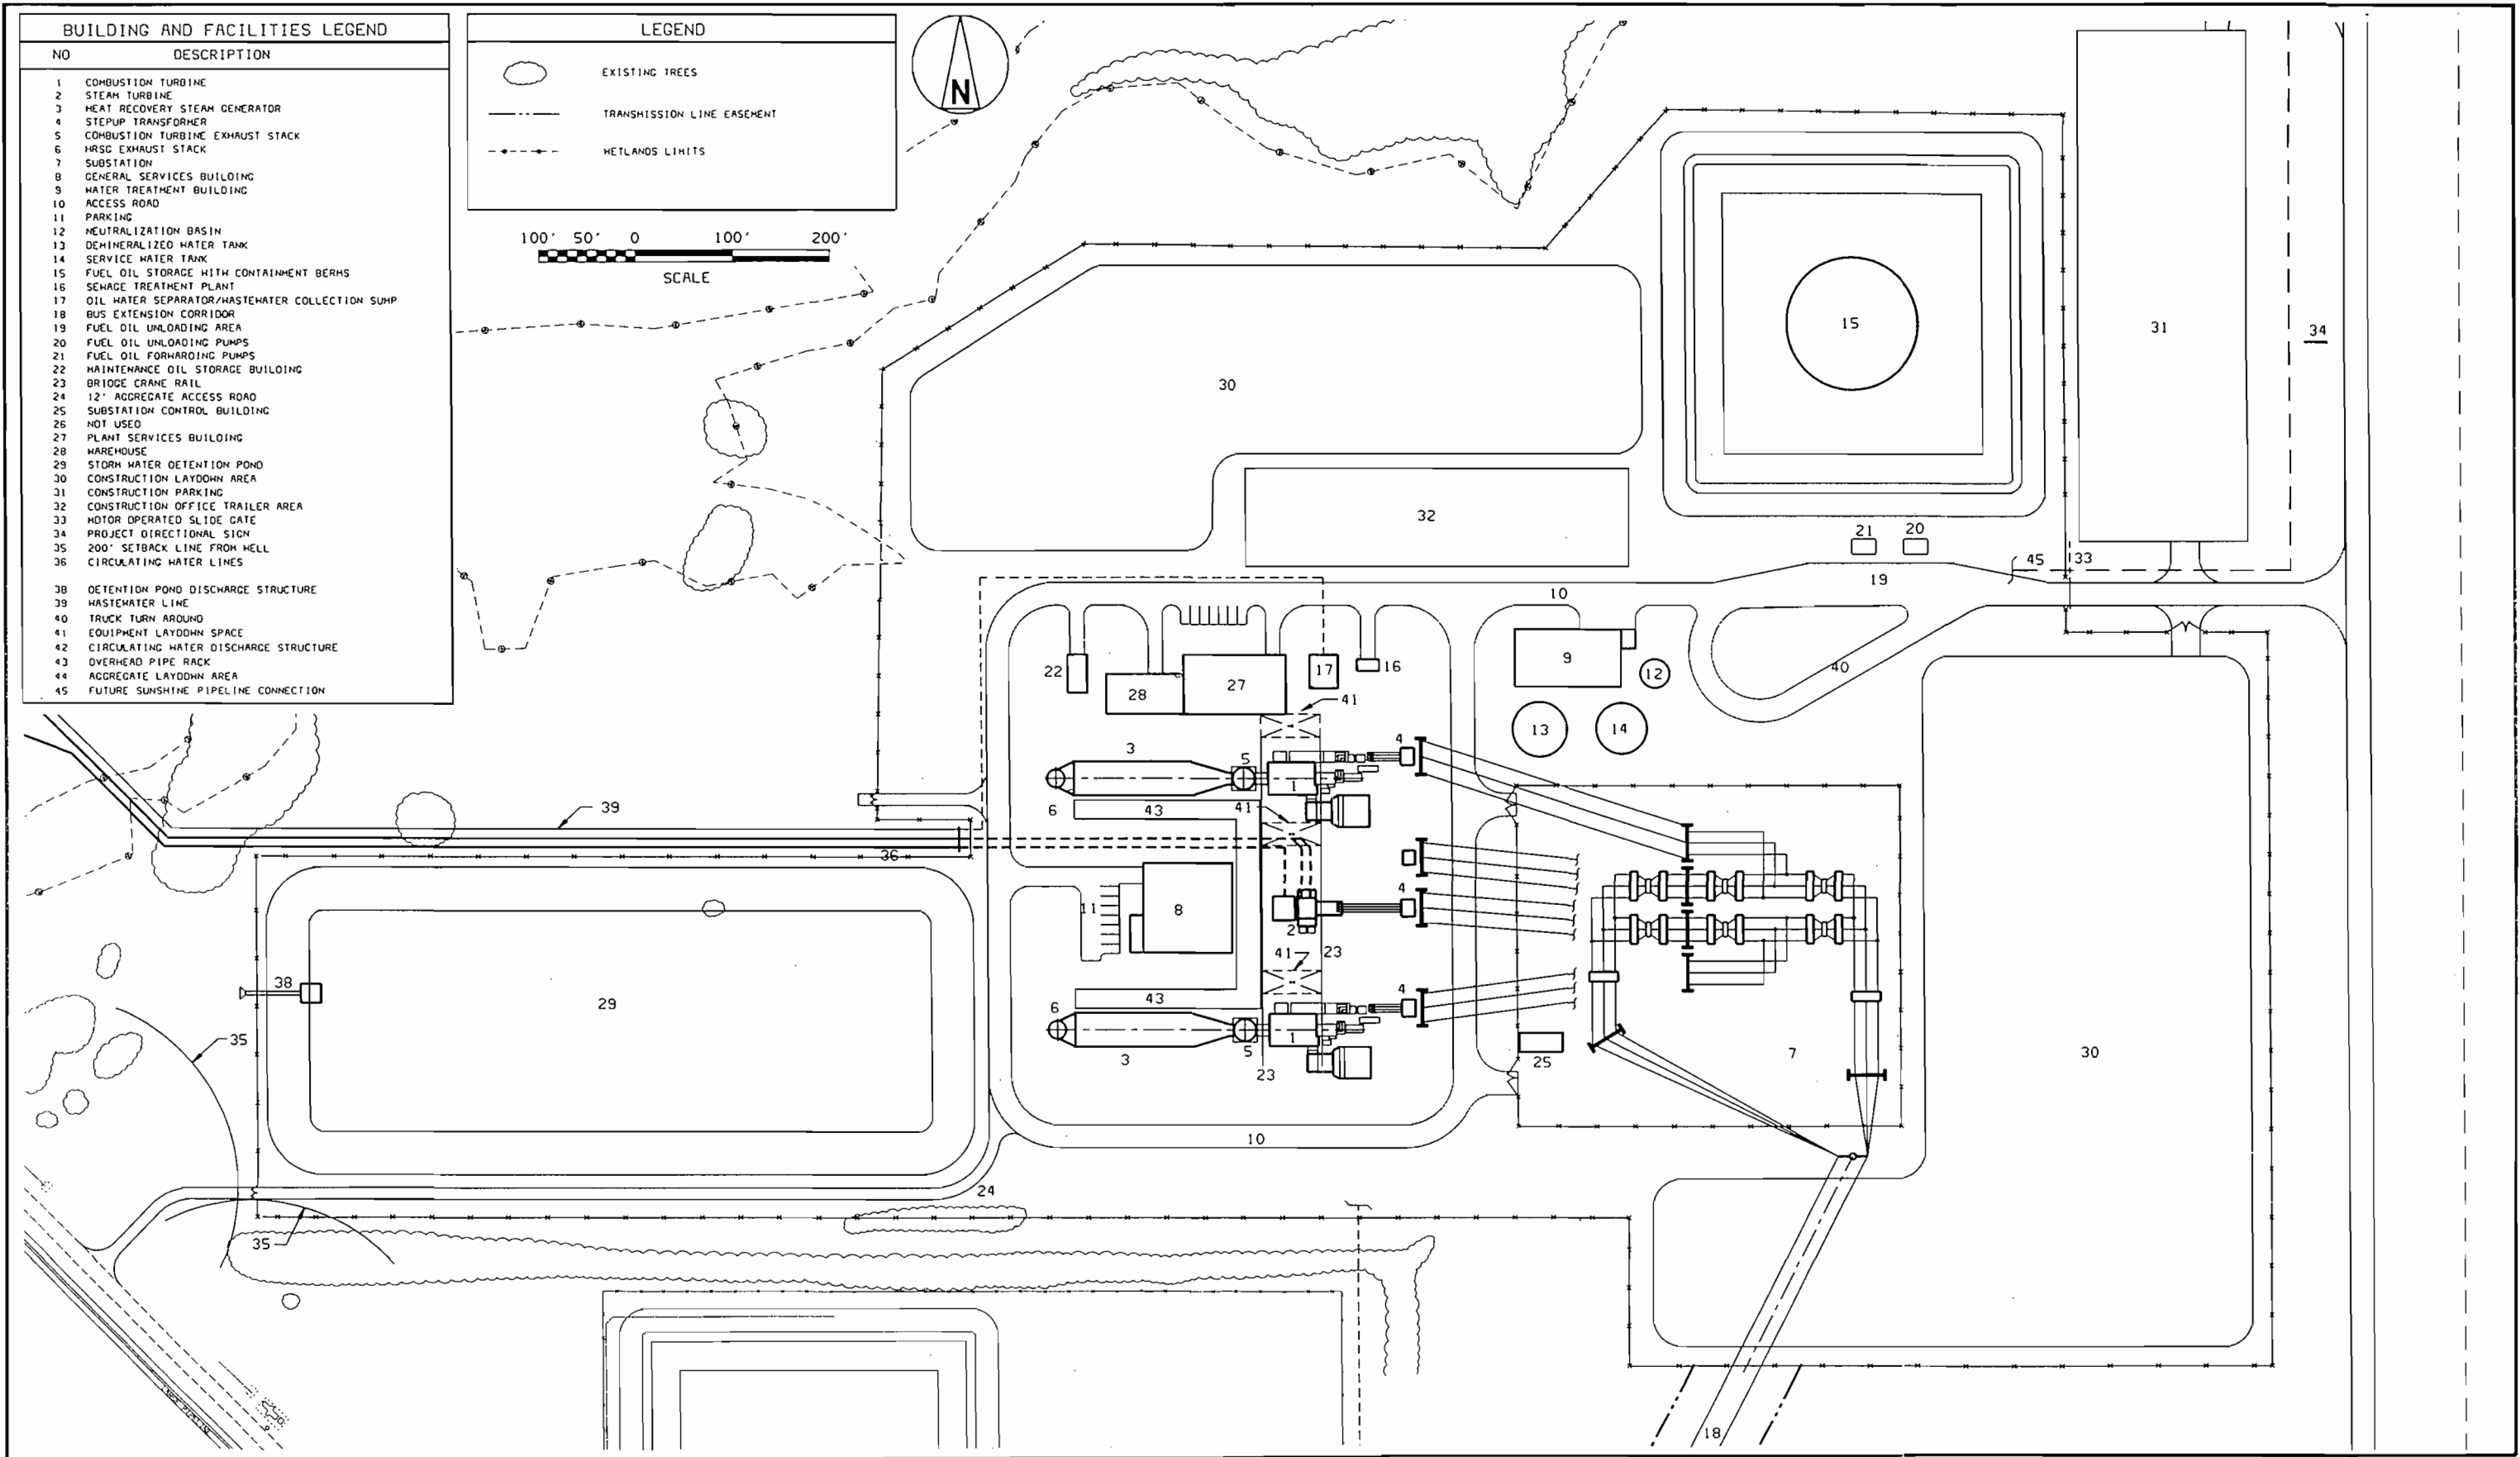 BUILDING AND FACILITIES LEGEND
NO DESCRIPTION
1 COMBUSTION TURBINE
2 STEAM TURBINE
3 HEAT RECOVERY STEAM GENERATOR
4 STEPUP TRANSFORMER
5 COMBUSTION TURBINE EXHAUST STACK
6 HRSG EXHAUST STACK
7 SUBSTATION
8 GENERAL SERVICES BUILDING
9 WATER TREATMENT BUILDING
10 ACCESS ROAD
11 PARKING
12 NEUTRALIZATION BASIN
13 DEMINERALIZED WATER TANK
14 SERVICE WATER TANK
15 FUEL OIL STORAGE WITH CONTAINMENT BERMS
16 SEWAGE TREATMENT PLANT
17 OIL WATER SEPARATOR/WASTEWATER COLLECTION SUMP
18 BUS EXTENSION CORRIDOR
19 FUEL OIL UNLOADING AREA
20 FUEL OIL UNLOADING PUMPS
21 FUEL OIL FORWARDING PUMPS
22 MAINTENANCE OIL STORAGE BUILDING
23 BRIDGE CRANE RAIL
24 12' AGGREGATE ACCESS ROAD
25 SUBSTATION CONTROL BUILDING
26 NOT USED
27 PLANT SERVICES BUILDING
28 WAREHOUSE
29 STORM WATER DETENTION POND
30 CONSTRUCTION LAYDOWN AREA
31 CONSTRUCTION PARKING
32 CONSTRUCTION OFFICE TRAILER AREA
33 MOTOR OPERATED SLIDE GATE
34 PROJECT DIRECTIONAL SIGN
35 200' SETBACK LINE FROM WELL
36 CIRCULATING WATER LINES
38 DETENTION POND DISCHARGE STRUCTURE
39 WASTEWATER LINE
40 TRUCK TURN AROUND
41 EQUIPMENT LAYDOWN SPACE
42 CIRCULATING WATER DISCHARGE STRUCTURE
43 OVERHEAD PIPE RACK
44 AGGREGATE LAYDOWN AREA
45 FUTURE SUNSHINE PIPELINE CONNECTION
LEGEND
EXISTING TREES
TRANSMISSION LINE EASEMENT
WETLANDS LIMITS
N
100' 50' 0 100' 200'
SCALE
15
31
34
30
32
21 20
45 33
19
10
22
28
27
17
16
9
12
40
41
13
14
3
5
4
1
6
43
41
39
36
11
8
4
2
41
23
38
29
43
6
4
5
1
3
23
25
7
30
35
10
24
35
18